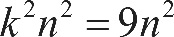 k²n² = 9n²